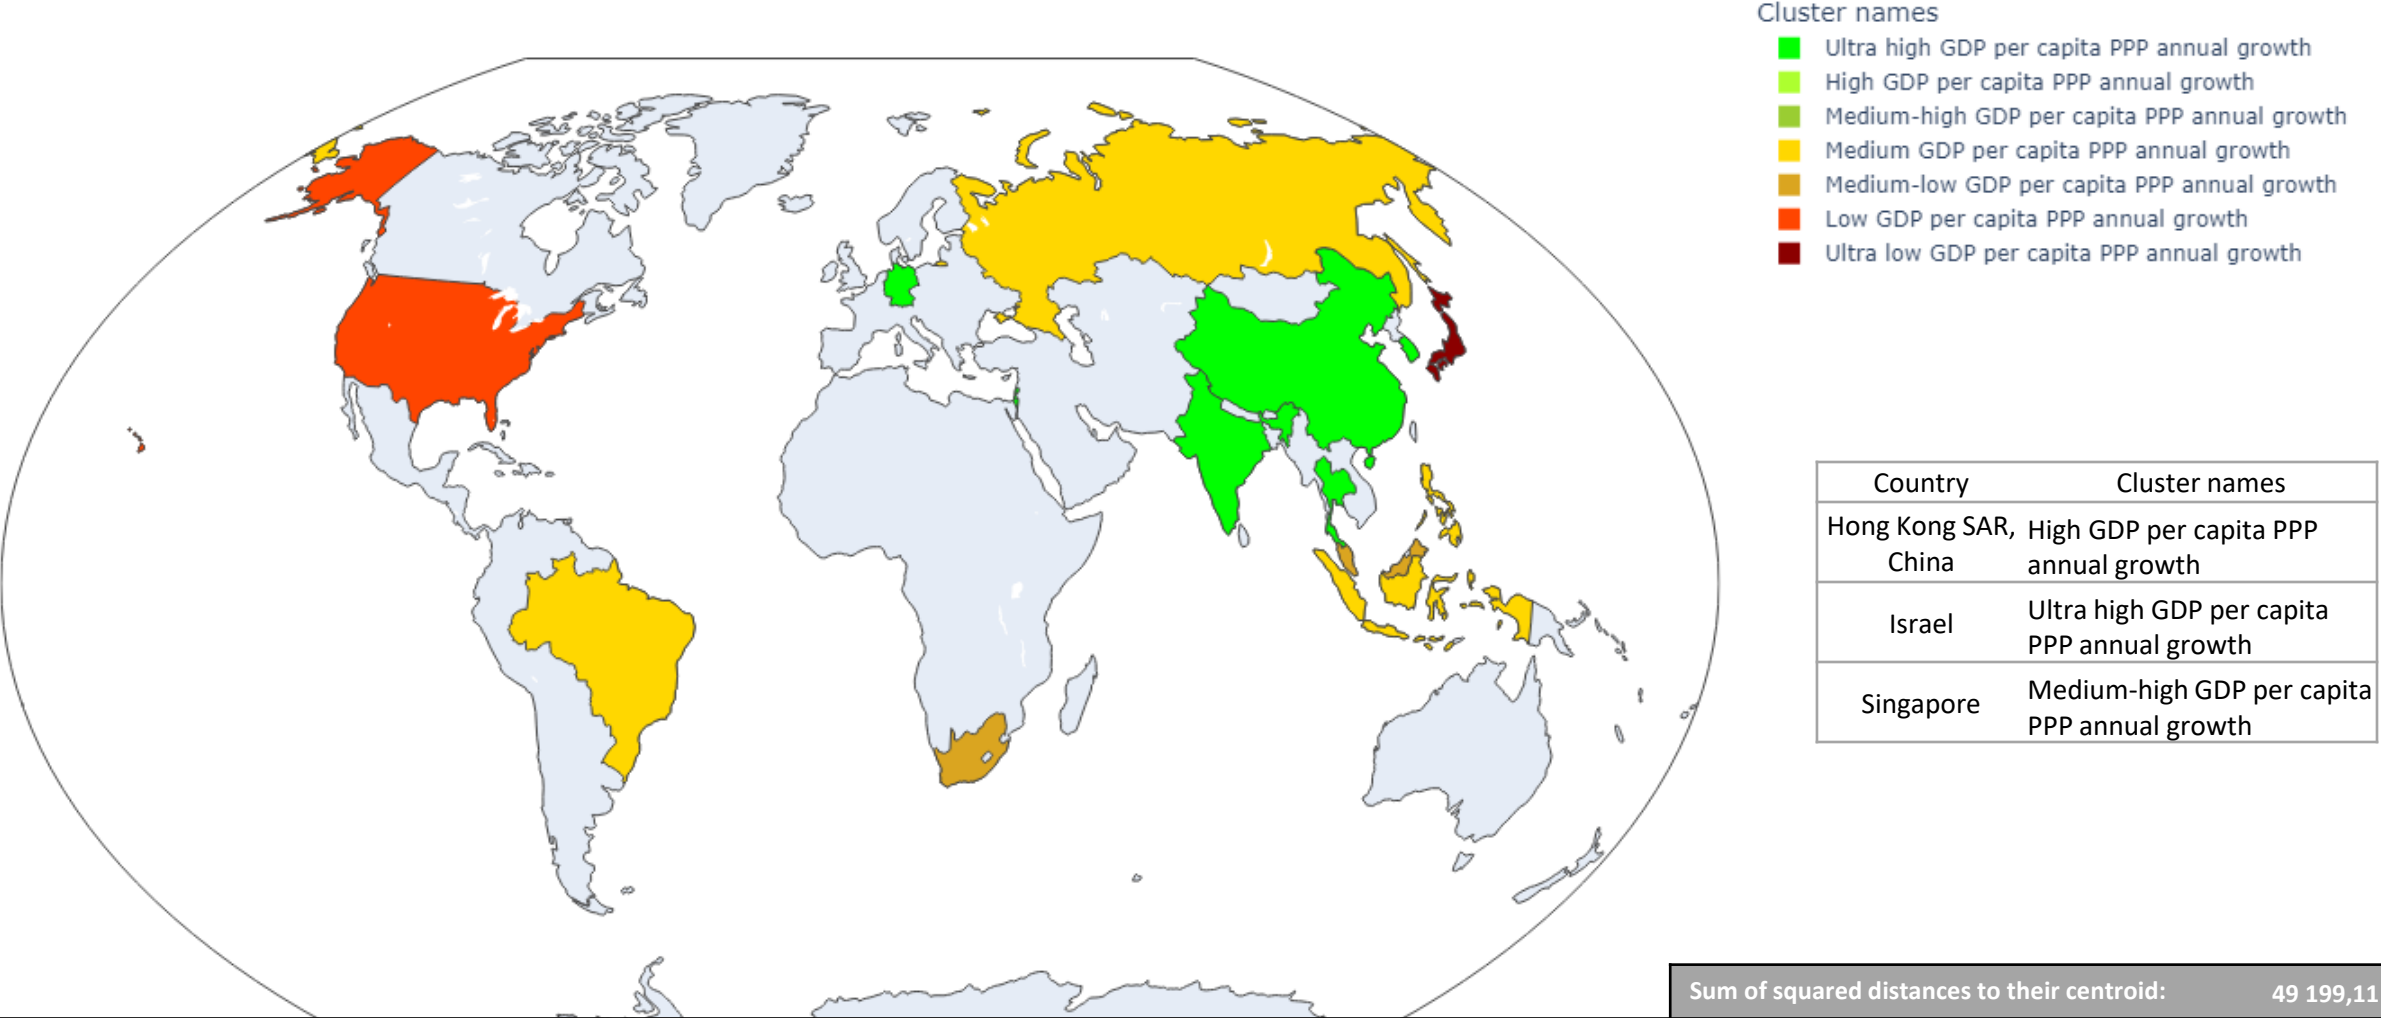 Cluster names
Ultra high GDP per capita PPP annual growth
High GDP per capita PPP annual growth
Medium-high GDP per capita PPP annual growth
Medium GDP per capita PPP annual growth
Medium-low GDP per capita PPP annual growth
Low GDP per capita PPP annual growth
Ultra low GDP per capita PPP annual growth
Country Cluster names
Hong Kong SAR,
China
High GDP per capita PPP
annual growth
Israel
Ultra high GDP per capita
PPP annual growth
Singapore
Medium-high GDP per capita
PPP annual growth
Sum of squared distances to their centroid: 49 199,11